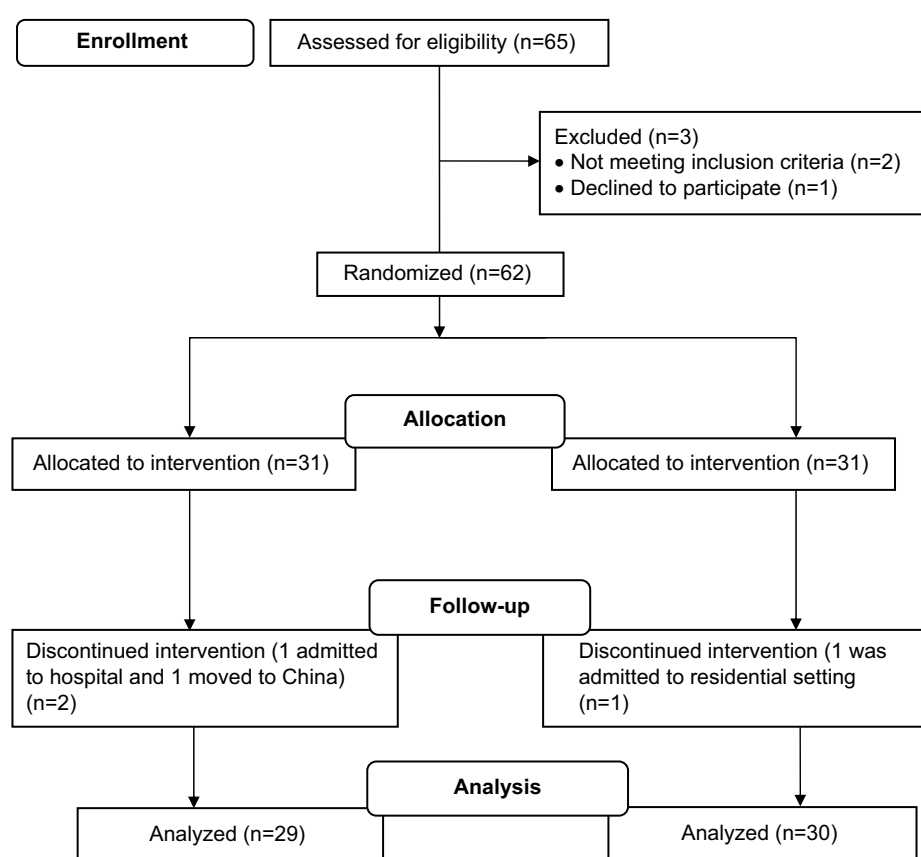 Enrollment
Assessed for eligibility (n=65)
Excluded (n=3)
• Not meeting inclusion criteria (n=2)
• Declined to participate (n=1)
Randomized (n=62)
Allocation
Allocated to intervention (n=31)
Allocated to intervention (n=31)
Follow-up
Discontinued intervention (1 admitted
to hospital and 1 moved to China)
(n=2)
Discontinued intervention (1 was
admitted to residential setting
(n=1)
Analysis
Analyzed (n=29)
Analyzed (n=30)